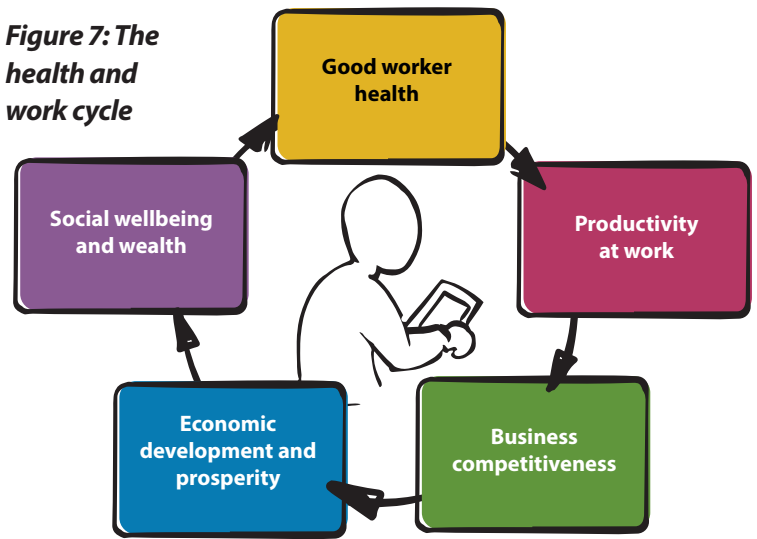 Figure 7: The
health and
work cycle
Good worker
health
Productivity
at work
Business
competitiveness
Economic
development and
prosperity
Social wellbeing
and wealth